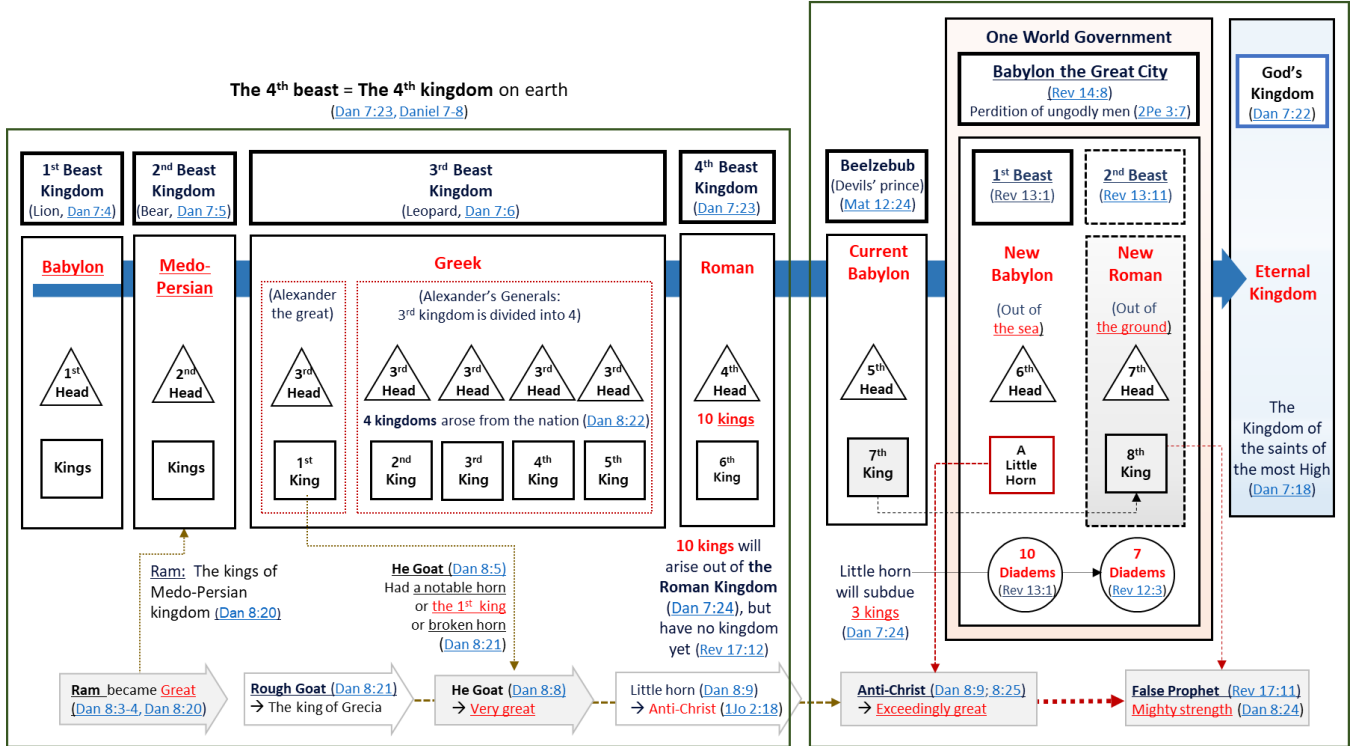 The 4th beast = The 4th kingdom on earth
(Dan 7:23, Daniel 7-8)
1st Beast
Kingdom
(Lion, Dan 7:4)
2nd Beast
Kingdom
(Bear, Dan 7:5)
3rd Beast
Kingdom
(Leopard, Dan 7:6)
4th Beast
Kingdom
(Dan 7:23)
Babylon
1st
Head
Kings
Medo-
Persian
2nd
Head
Kings
Greek
(Alexander
the great)
3rd
Head
1st
King
(Alexander's Generals:
3rd kingdom is divided into 4)
3rd
Head
3rd
Head
3rd
Head
3rd
Head
4 kingdoms arose from the nation (Dan 8:22)
2nd
King
3rd
King
4th
King
5th
King
Roman
4th
Head
10 kings
6th
King
Ram: The kings of
Medo-Persian
kingdom (Dan 8:20)
He Goat (Dan 8:5)
Had a notable horn
or the 1st king
or broken horn
(Dan 8:21)
10 kings will
arise out of the
Roman Kingdom
(Dan 7:24), but
have no kingdom
yet (Rev 17:12)
Ram became Great
(Dan 8:3-4, Dan 8:20)
Rough Goat (Dan 8:21)
→ The king of Grecia
He Goat (Dan 8:8)
→ Very great
Little horn (Dan 8:9)
→ Anti-Christ (1Jo 2:18)
One World Government
Babylon the Great City
(Rev 14:8)
Perdition of ungodly men (2Pe 3:7)
God's
Kingdom
(Dan 7:22)
Beelzebub
(Devils' prince)
(Mat 12:24)
1st Beast
(Rev 13:1)
2nd Beast
(Rev 13:11)
Current
Babylon
5th
Head
7th
King
New
Babylon
(Out of
the sea)
6th
Head
A
Little
Horn
New
Roman
(Out of
the ground)
7th
Head
8th
King
Eternal
Kingdom
The
Kingdom of
the saints of
the most High
(Dan 7:18)
Little horn
will subdue
3 kings
(Dan 7:24)
10
Diadems
(Rev 13:1)
7
Diadems
(Rev 12:3)
Anti-Christ (Dan 8:9; 8:25)
→ Exceedingly great
False Prophet (Rev 17:11)
Mighty strength (Dan 8:24)